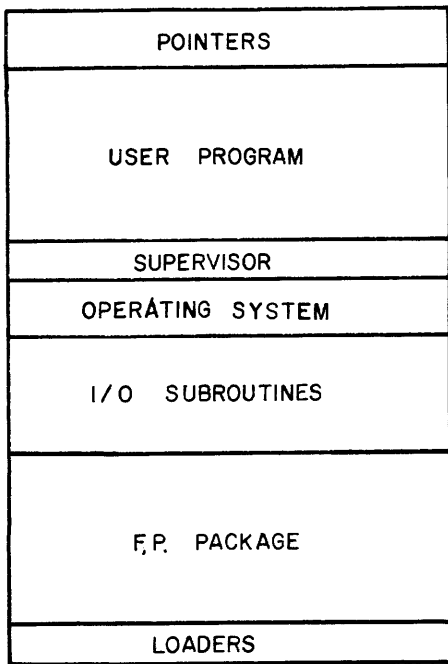 POINTERS
USER PROGRAM
SUPERVISOR
OPERATING SYSTEM
I/O SUBROUTINES
F.P. PACKAGE
LOADERS